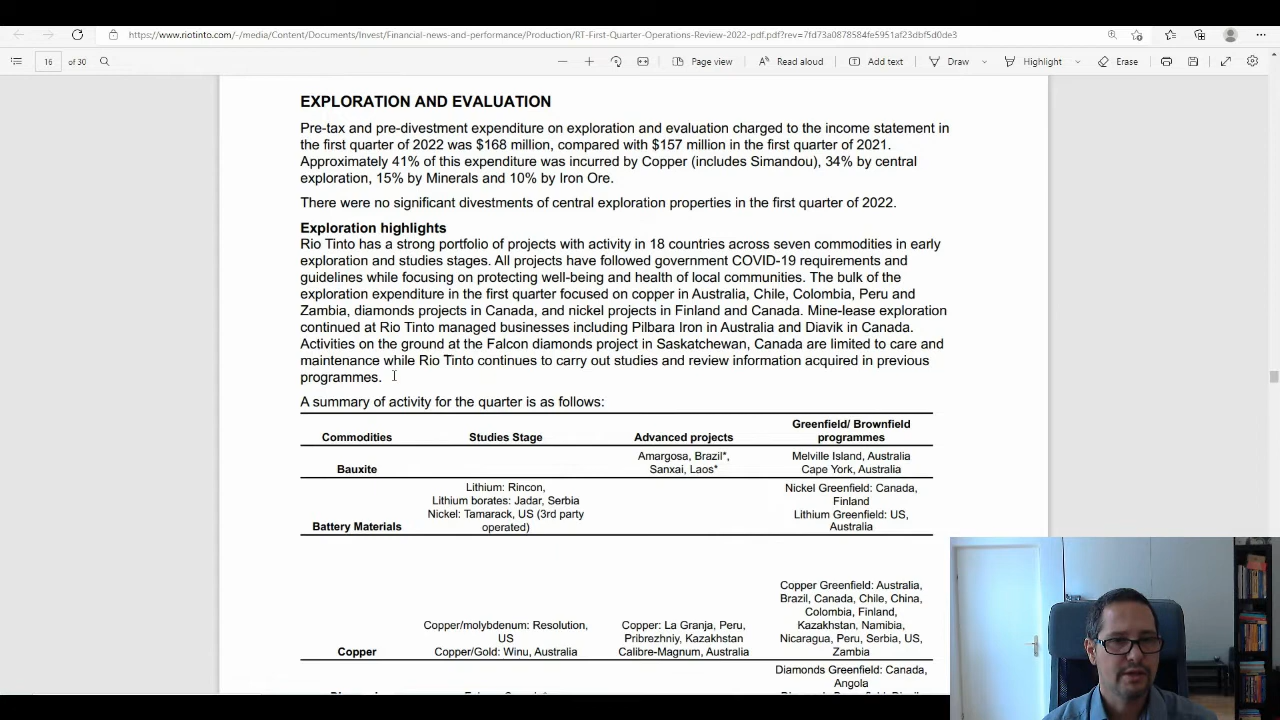 https://www.riotinto.com/-/media/Content/Documents/Invest/Financial-news-and-performance/Production/RT-First-Quarter-Operations-Review-2022-pdf.pdf?rev=7fd73a0878584fe5951af23dbf5d0de3
16 of 30
Page view
Read aloud
Add text
Draw
Highlight
Erase
EXPLORATION AND EVALUATION
Pre-tax and pre-divestment expenditure on exploration and evaluation charged to the income statement in
the first quarter of 2022 was $168 million, compared with $157 million in the first quarter of 2021.
Approximately 41% of this expenditure was incurred by Copper (includes Simandou), 34% by central
exploration, 15% by Minerals and 10% by Iron Ore.
There were no significant divestments of central exploration properties in the first quarter of 2022.
Exploration highlights
Rio Tinto has a strong portfolio of projects with activity in 18 countries across seven commodities in early
exploration and studies stages. All projects have followed government COVID-19 requirements and
guidelines while focusing on protecting well-being and health of local communities. The bulk of the
exploration expenditure in the first quarter focused on copper in Australia, Chile, Colombia, Peru and
Zambia, diamonds projects in Canada, and nickel projects in Finland and Canada. Mine-lease exploration
continued at Rio Tinto managed businesses including Pilbara Iron in Australia and Diavik in Canada.
Activities on the ground at the Falcon diamonds project in Saskatchewan, Canada are limited to care and
maintenance while Rio Tinto continues to carry out studies and review information acquired in previous
programmes.
A summary of activity for the quarter is as follows:
Commodities Studies Stage Advanced projects Greenfield/ Brownfield
programmes
Amargosa, Brazil*, Melville Island, Australia
Bauxite Sanxai, Laos* Cape York, Australia
Lithium: Rincon, Nickel Greenfield: Canada,
Lithium borates: Jadar, Serbia Finland
Nickel: Tamarack, US (3rd party Lithium Greenfield: US,
Battery Materials operated) Australia
Copper Greenfield: Australia,
Brazil, Canada, Chile, China,
Colombia, Finland,
Copper/molybdenum: Resolution, Copper: La Granja, Peru, Kazakhstan, Namibia,
US Pribrezhniy, Kazakhstan Nicaragua, Peru, Serbia, US,
Copper Copper/Gold: Winu, Australia Calibre-Magnum, Australia Zambia
Diamonds Greenfield: Canada,
Angola